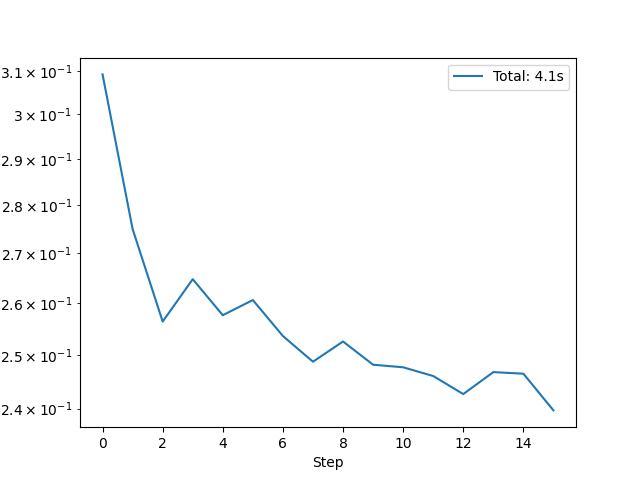 Total: 4.1s
3.1 × 10⁻¹
3 × 10⁻¹
2.9 × 10⁻¹
2.8 × 10⁻¹
2.7 × 10⁻¹
2.6 × 10⁻¹
2.5 × 10⁻¹
2.4 × 10⁻¹
0 2 4 6 8 10 12 14
Step